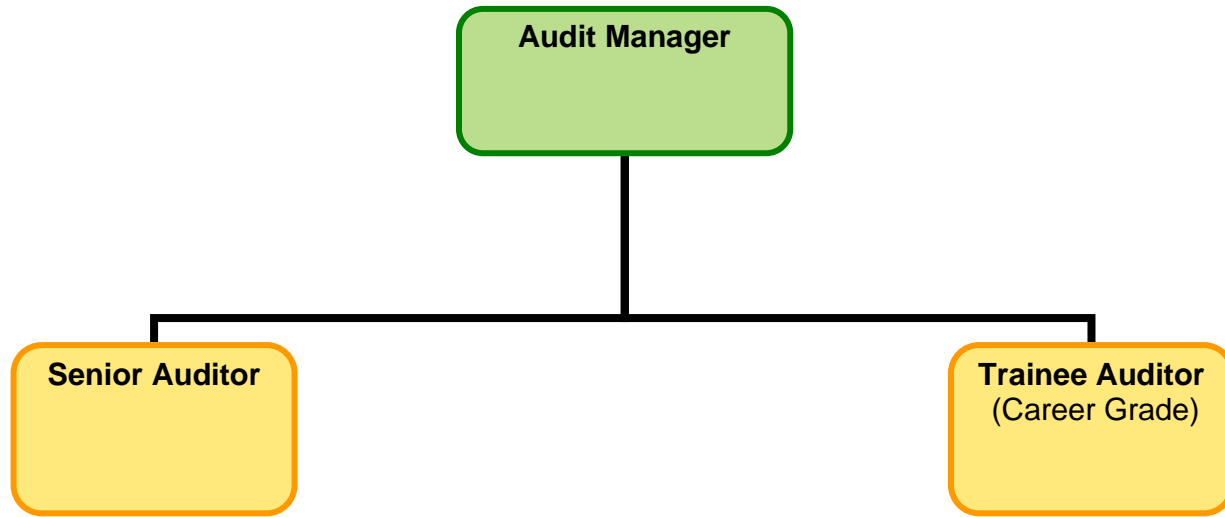 Audit Manager
Senior Auditor
Trainee Auditor
(Career Grade)